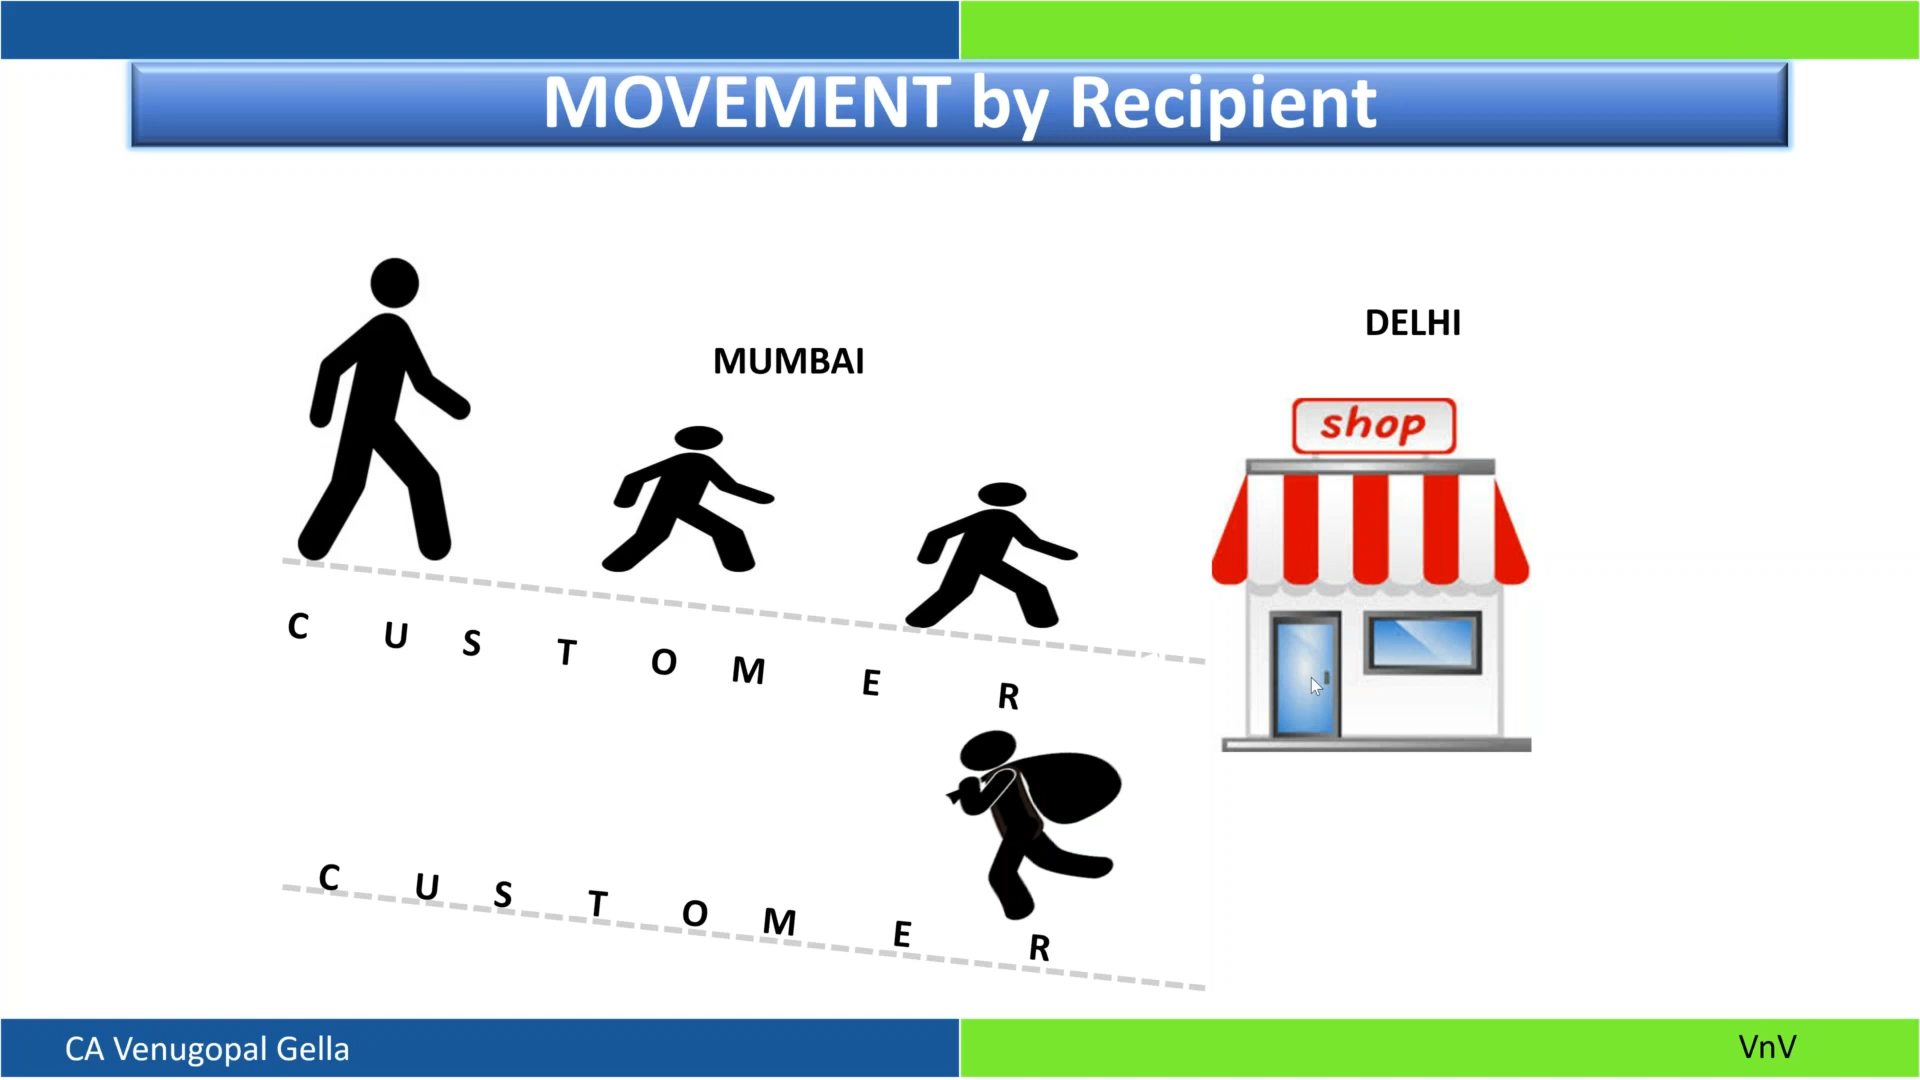 MOVEMENT by Recipient
DELHI
MUMBAI
shop
C U S T O M E R
C U S T O M E R
CA Venugopal Gella
VnV